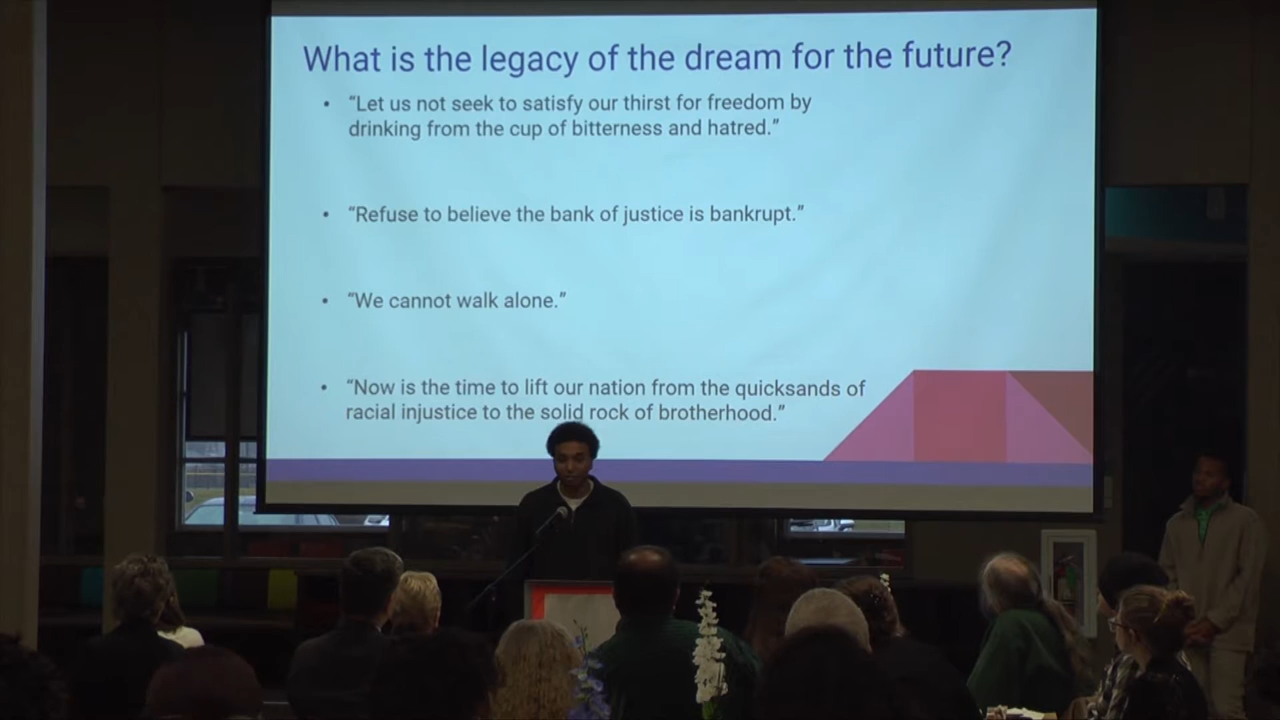 What is the legacy of the dream for the future?
• “Let us not seek to satisfy our thirst for freedom by
drinking from the cup of bitterness and hatred.”
• “Refuse to believe the bank of justice is bankrupt.”
• “We cannot walk alone.”
• “Now is the time to lift our nation from the quicksands of
racial injustice to the solid rock of brotherhood.”